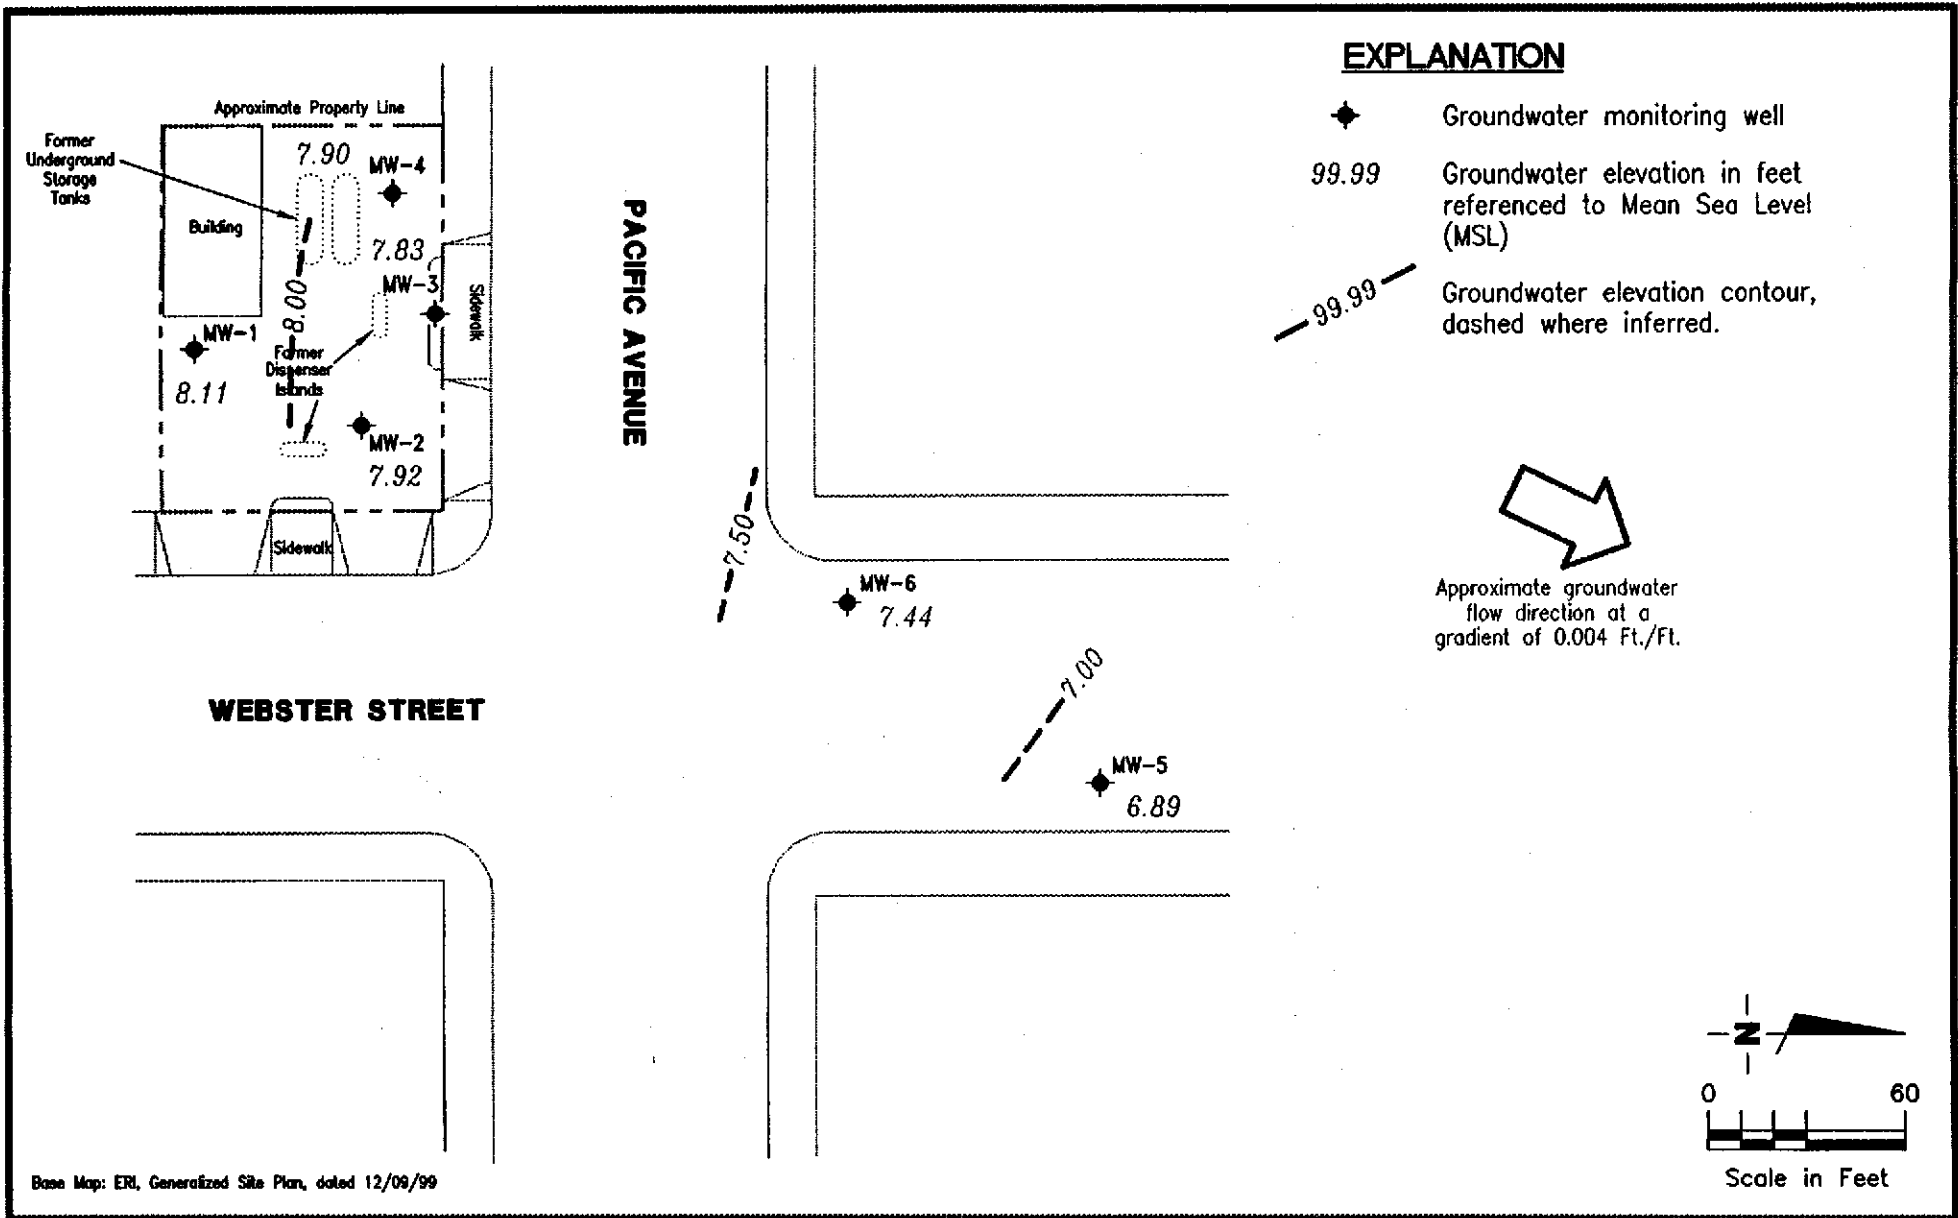 EXPLANATION
Groundwater monitoring well
99.99
Groundwater elevation in feet
referenced to Mean Sea Level
(MSL)
99.99
Groundwater elevation contour,
dashed where inferred.
Approximate Property Line
Former
Underground
Storage
Tanks
Building
7.90
MW-4
7.83
MW-3
8.00
MW-1
8.11
Former
Dispenser
Islands
MW-2
7.92
Sidewalk
Sidewalk
PACIFIC AVENUE
7.50
MW-6
7.44
WEBSTER STREET
7.00
MW-5
6.89
Approximate groundwater
flow direction at a
gradient of 0.004 Ft./Ft.
N
0 60
Scale in Feet
Base Map: ERI, Generalized Site Plan, dated 12/09/99